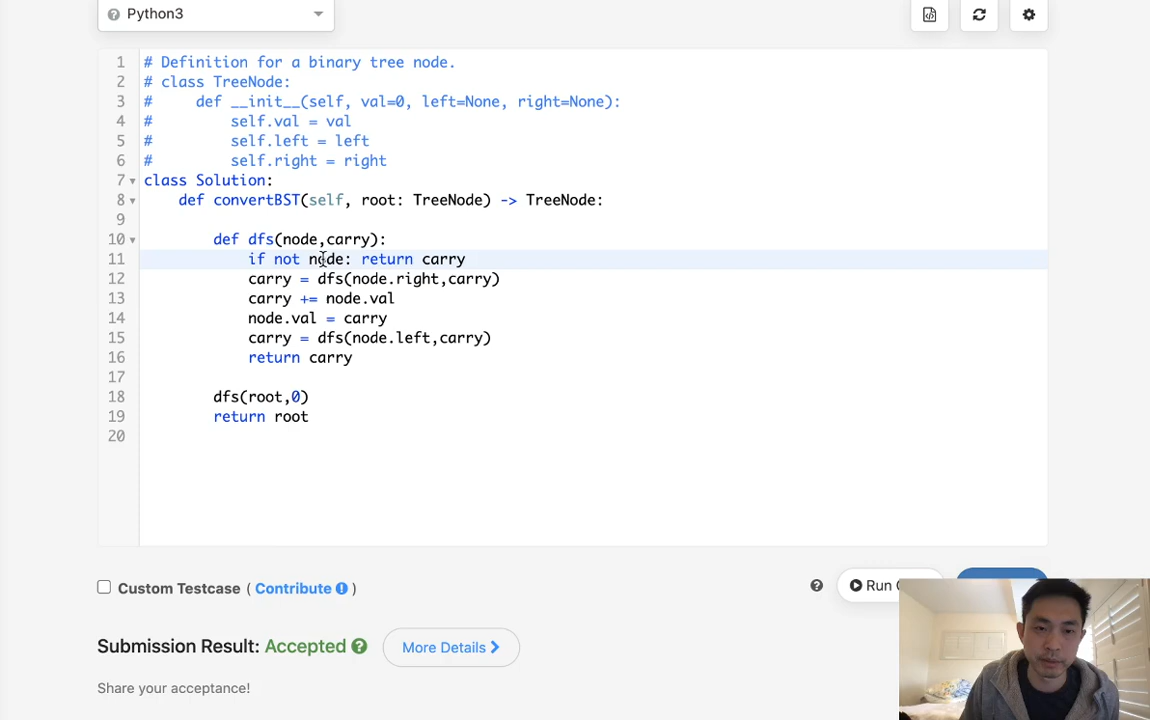 Python3
1 # Definition for a binary tree node.
2 # class TreeNode:
3 #     def __init__(self, val=0, left=None, right=None):
4 #         self.val = val
5 #         self.left = left
6 #         self.right = right
7 class Solution:
8     def convertBST(self, root: TreeNode) -> TreeNode:
9
10         def dfs(node,carry):
11             if not node: return carry
12             carry = dfs(node.right,carry)
13             carry += node.val
14             node.val = carry
15             carry = dfs(node.left,carry)
16             return carry
17
18         dfs(root,0)
19         return root
20
Custom Testcase ( Contribute )
Run
Submission Result: Accepted
More Details
Share your acceptance!